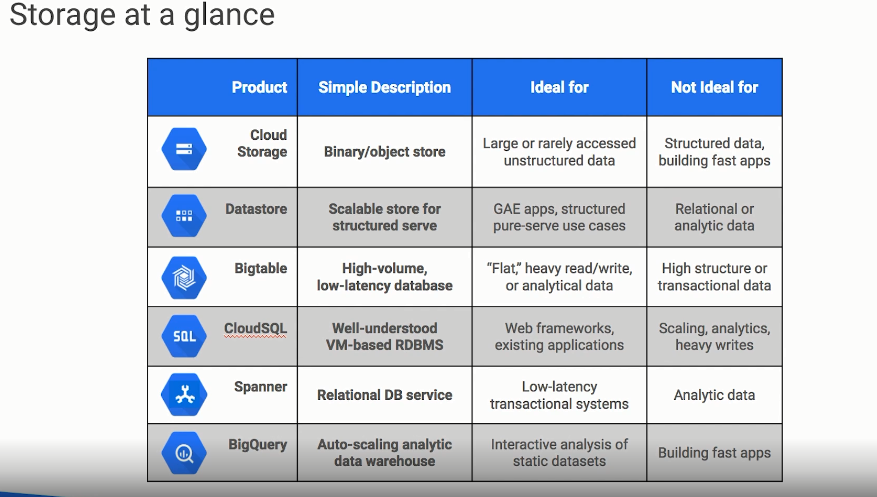 Storage at a glance
Product
Simple Description
Ideal for
Not Ideal for
Cloud
Storage
Binary/object store
Large or rarely accessed
unstructured data
Structured data,
building fast apps
Datastore
Scalable store for
structured serve
GAE apps, structured
pure-serve use cases
Relational or
analytic data
Bigtable
High-volume,
low-latency database
“Flat,” heavy read/write,
or analytical data
High structure or
transactional data
SQL
CloudSQL
Well-understood
VM-based RDBMS
Web frameworks,
existing applications
Scaling, analytics,
heavy writes
Spanner
Relational DB service
Low-latency
transactional systems
Analytic data
BigQuery
Auto-scaling analytic
data warehouse
Interactive analysis of
static datasets
Building fast apps